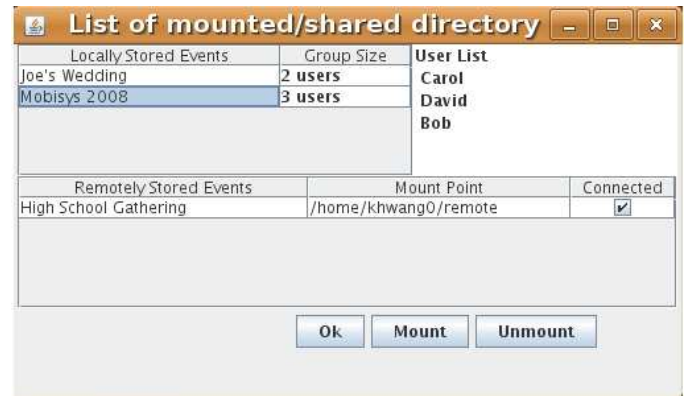 List of mounted/shared directory
Locally Stored Events Group Size User List
Joe's Wedding 2 users Carol
Mobisys 2008 3 users David
Bob
Remotely Stored Events Mount Point Connected
High School Gathering /home/khwang0/remote
Ok Mount Unmount